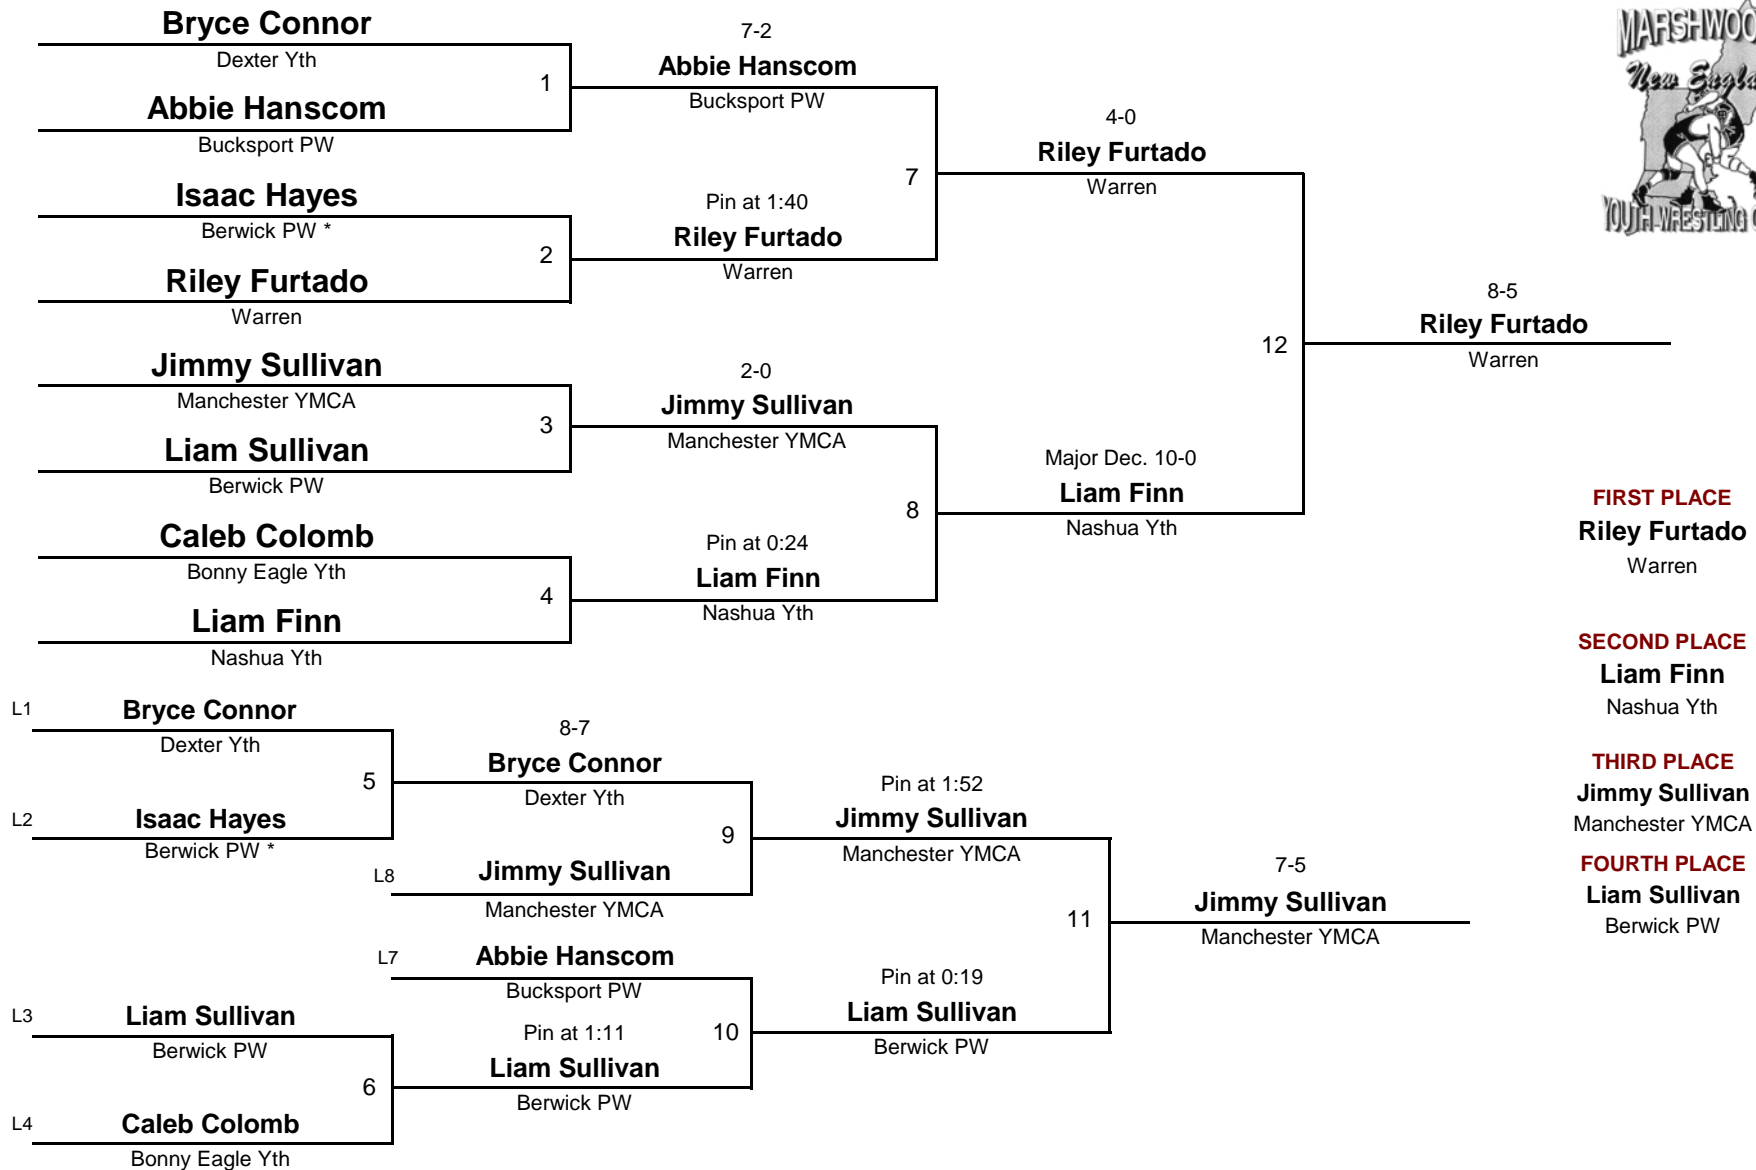 Bryce Connor
Dexter Yth
1
Abbie Hanscom
Bucksport PW
7-2
Abbie Hanscom
Bucksport PW
Isaac Hayes
Berwick PW *
2
Riley Furtado
Warren
Pin at 1:40
Riley Furtado
Warren
7
4-0
Riley Furtado
Warren
Jimmy Sullivan
Manchester YMCA
3
Liam Sullivan
Berwick PW
2-0
Jimmy Sullivan
Manchester YMCA
Caleb Colomb
Bonny Eagle Yth
4
Liam Finn
Nashua Yth
Pin at 0:24
Liam Finn
Nashua Yth
8
Major Dec. 10-0
Liam Finn
Nashua Yth
12
8-5
Riley Furtado
Warren
New
FIRST PLACE
Riley Furtado
Warren
SECOND PLACE
Liam Finn
Nashua Yth
THIRD PLACE
Jimmy Sullivan
Manchester YMCA
FOURTH PLACE
Liam Sullivan
Berwick PW
L1
Bryce Connor
Dexter Yth
5
L2
Isaac Hayes
Berwick PW *
8-7
Bryce Connor
Dexter Yth
9
L8
Jimmy Sullivan
Manchester YMCA
Pin at 1:52
Jimmy Sullivan
Manchester YMCA
L7
Abbie Hanscom
Bucksport PW
10
L3
Liam Sullivan
Berwick PW
6
L4
Caleb Colomb
Bonny Eagle Yth
Pin at 1:11
Liam Sullivan
Berwick PW
Pin at 0:19
Liam Sullivan
Berwick PW
11
7-5
Jimmy Sullivan
Manchester YMCA
YOUTH WRESTLING